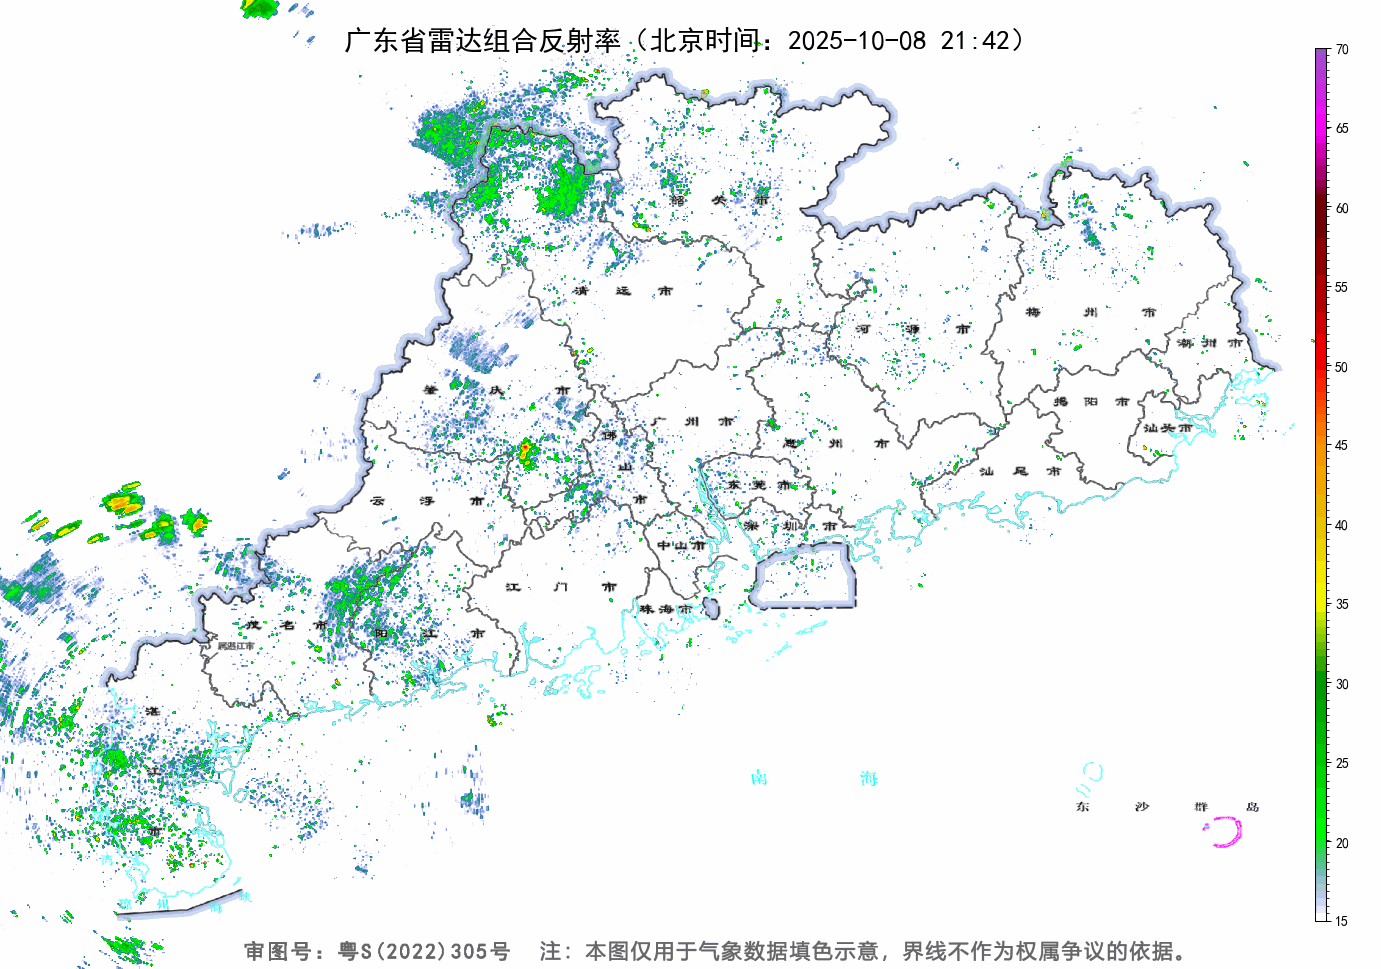 广东省雷达组合反射率（北京时间：2025-10-08 21:42）
70
65
60
55
50
45
40
35
30
25
20
15
韶关市
清远市
河源市
梅州市
潮州市
肇庆市
广州市
佛山市
惠州市
揭阳市
汕头市
汕尾市
云浮市
东莞市
深圳市
中山市
江门市
珠海市
茂名市
阳江市
属湛江市
湛江市
南海
东沙群岛
琼州海峡
审图号：粤S(2022)305号 注：本图仅用于气象数据填色示意，界线不作为权属争议的依据。